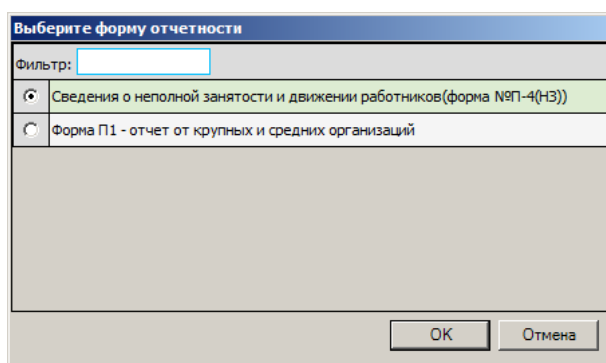 Выберите форму отчетности
Фильтр:
Сведения о неполной занятости и движении работников(форма №П-4(НЗ))
Форма П1 - отчет от крупных и средних организаций
OK Отмена